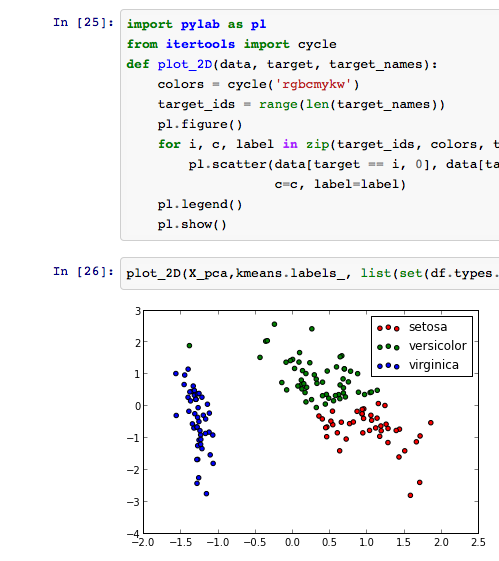 In [25]:
import pylab as pl
from itertools import cycle
def plot_2D(data, target, target_names):
    colors = cycle('rgbcmykw')
    target_ids = range(len(target_names))
    pl.figure()
    for i, c, label in zip(target_ids, colors, t
        pl.scatter(data[target == i, 0], data[ta
                   c=c, label=label)
    pl.legend()
    pl.show()
In [26]:
plot_2D(X_pca,kmeans.labels_, list(set(df.types.
setosa
versicolor
virginica
3
2
1
0
−1
−2
−3
−4
−2.0 −1.5 −1.0 −0.5 0.0 0.5 1.0 1.5 2.0 2.5